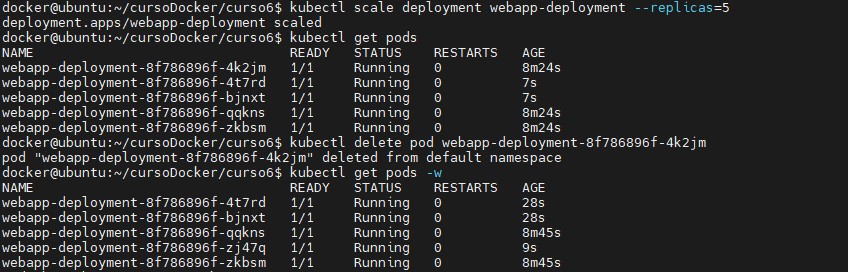 docker@ubuntu:~/cursoDocker/curso6$ kubectl scale deployment webapp-deployment --replicas=5
deployment.apps/webapp-deployment scaled
docker@ubuntu:~/cursoDocker/curso6$ kubectl get pods
NAME READY STATUS RESTARTS AGE
webapp-deployment-8f786896f-4k2jm 1/1 Running 0 8m24s
webapp-deployment-8f786896f-4t7rd 1/1 Running 0 7s
webapp-deployment-8f786896f-bjnxt 1/1 Running 0 7s
webapp-deployment-8f786896f-qqkns 1/1 Running 0 8m24s
webapp-deployment-8f786896f-zkbsm 1/1 Running 0 8m24s
docker@ubuntu:~/cursoDocker/curso6$ kubectl delete pod webapp-deployment-8f786896f-4k2jm
pod "webapp-deployment-8f786896f-4k2jm" deleted from default namespace
docker@ubuntu:~/cursoDocker/curso6$ kubectl get pods -w
NAME READY STATUS RESTARTS AGE
webapp-deployment-8f786896f-4t7rd 1/1 Running 0 28s
webapp-deployment-8f786896f-bjnxt 1/1 Running 0 28s
webapp-deployment-8f786896f-qqkns 1/1 Running 0 8m45s
webapp-deployment-8f786896f-zj47q 1/1 Running 0 9s
webapp-deployment-8f786896f-zkbsm 1/1 Running 0 8m45s